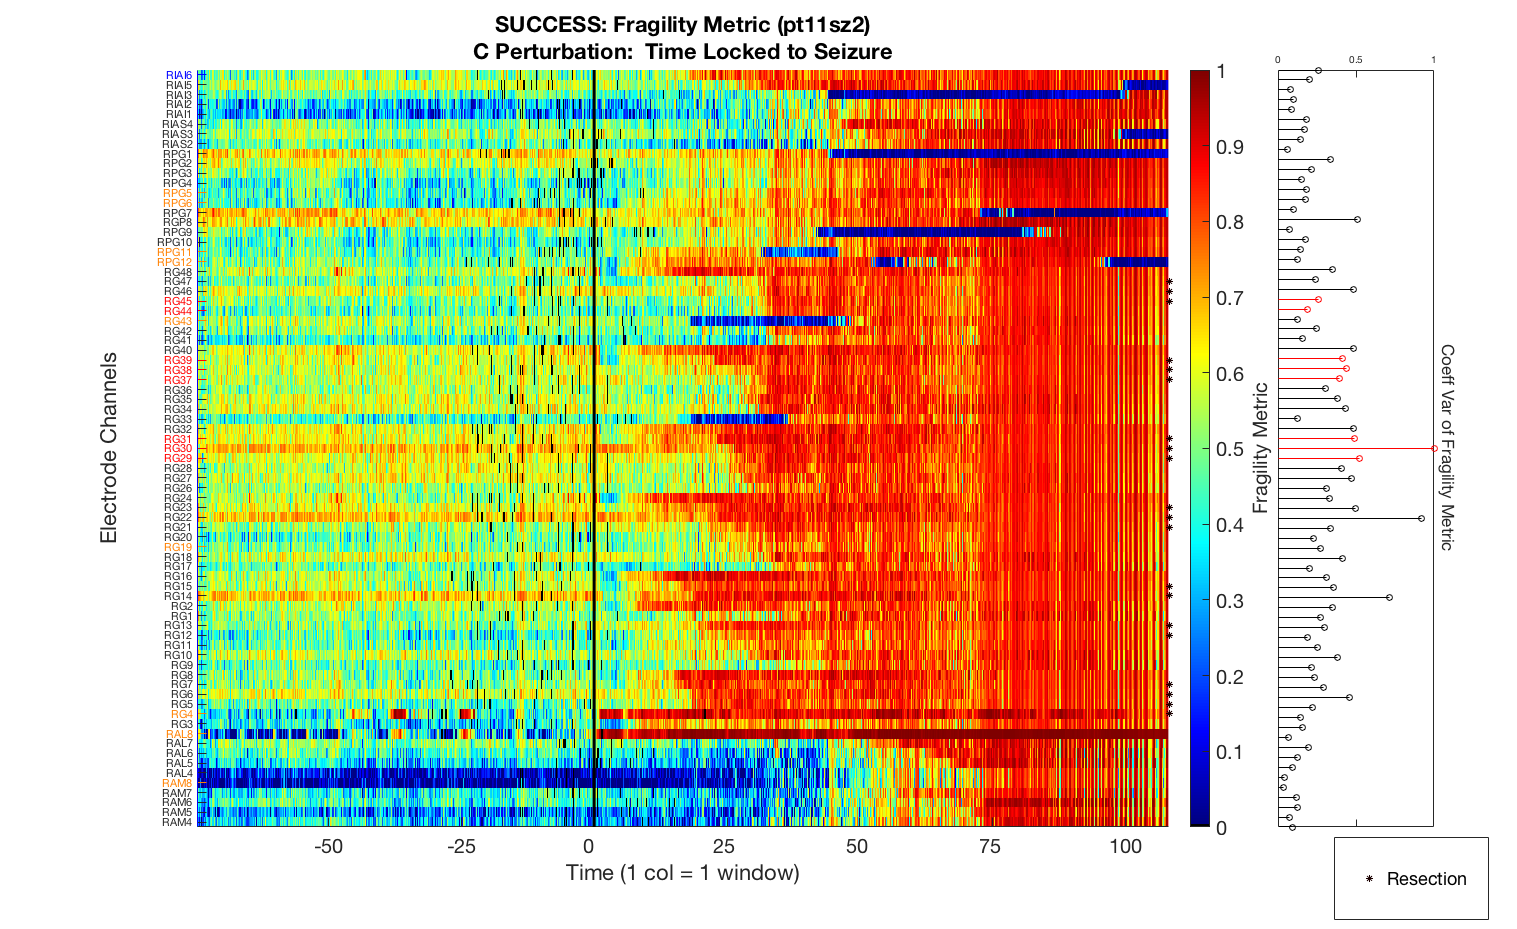 SUCCESS: Fragility Metric (pt11sz2)
C Perturbation: Time Locked to Seizure
Electrode Channels
RIAI6
RIAI5
RIAI3
RIAI2
RIAI1
RIAS4
RIAS3
RIAS2
RPG1
RPG2
RPG3
RPG4
RPG5
RPG6
RPG7
RGP8
RPG9
RPG10
RPG11
RPG12
RG48
RG47
RG46
RG45
RG44
RG43
RG42
RG41
RG40
RG39
RG38
RG37
RG36
RG35
RG34
RG33
RG32
RG31
RG30
RG29
RG28
RG27
RG26
RG24
RG23
RG22
RG21
RG20
RG19
RG18
RG17
RG16
RG15
RG14
RG2
RG1
RG13
RG12
RG11
RG10
RG9
RG8
RG7
RG6
RG5
RG4
RG3
RAL8
RAL7
RAL6
RAL5
RAL4
RAM8
RAM7
RAM6
RAM5
RAM4
-50 -25 0 25 50 75 100
Time (1 col = 1 window)
1
0.9
0.8
0.7
0.6
0.5
0.4
0.3
0.2
0.1
0
Fragility Metric
0 0.5 1
Coeff Var of Fragility Metric
* Resection